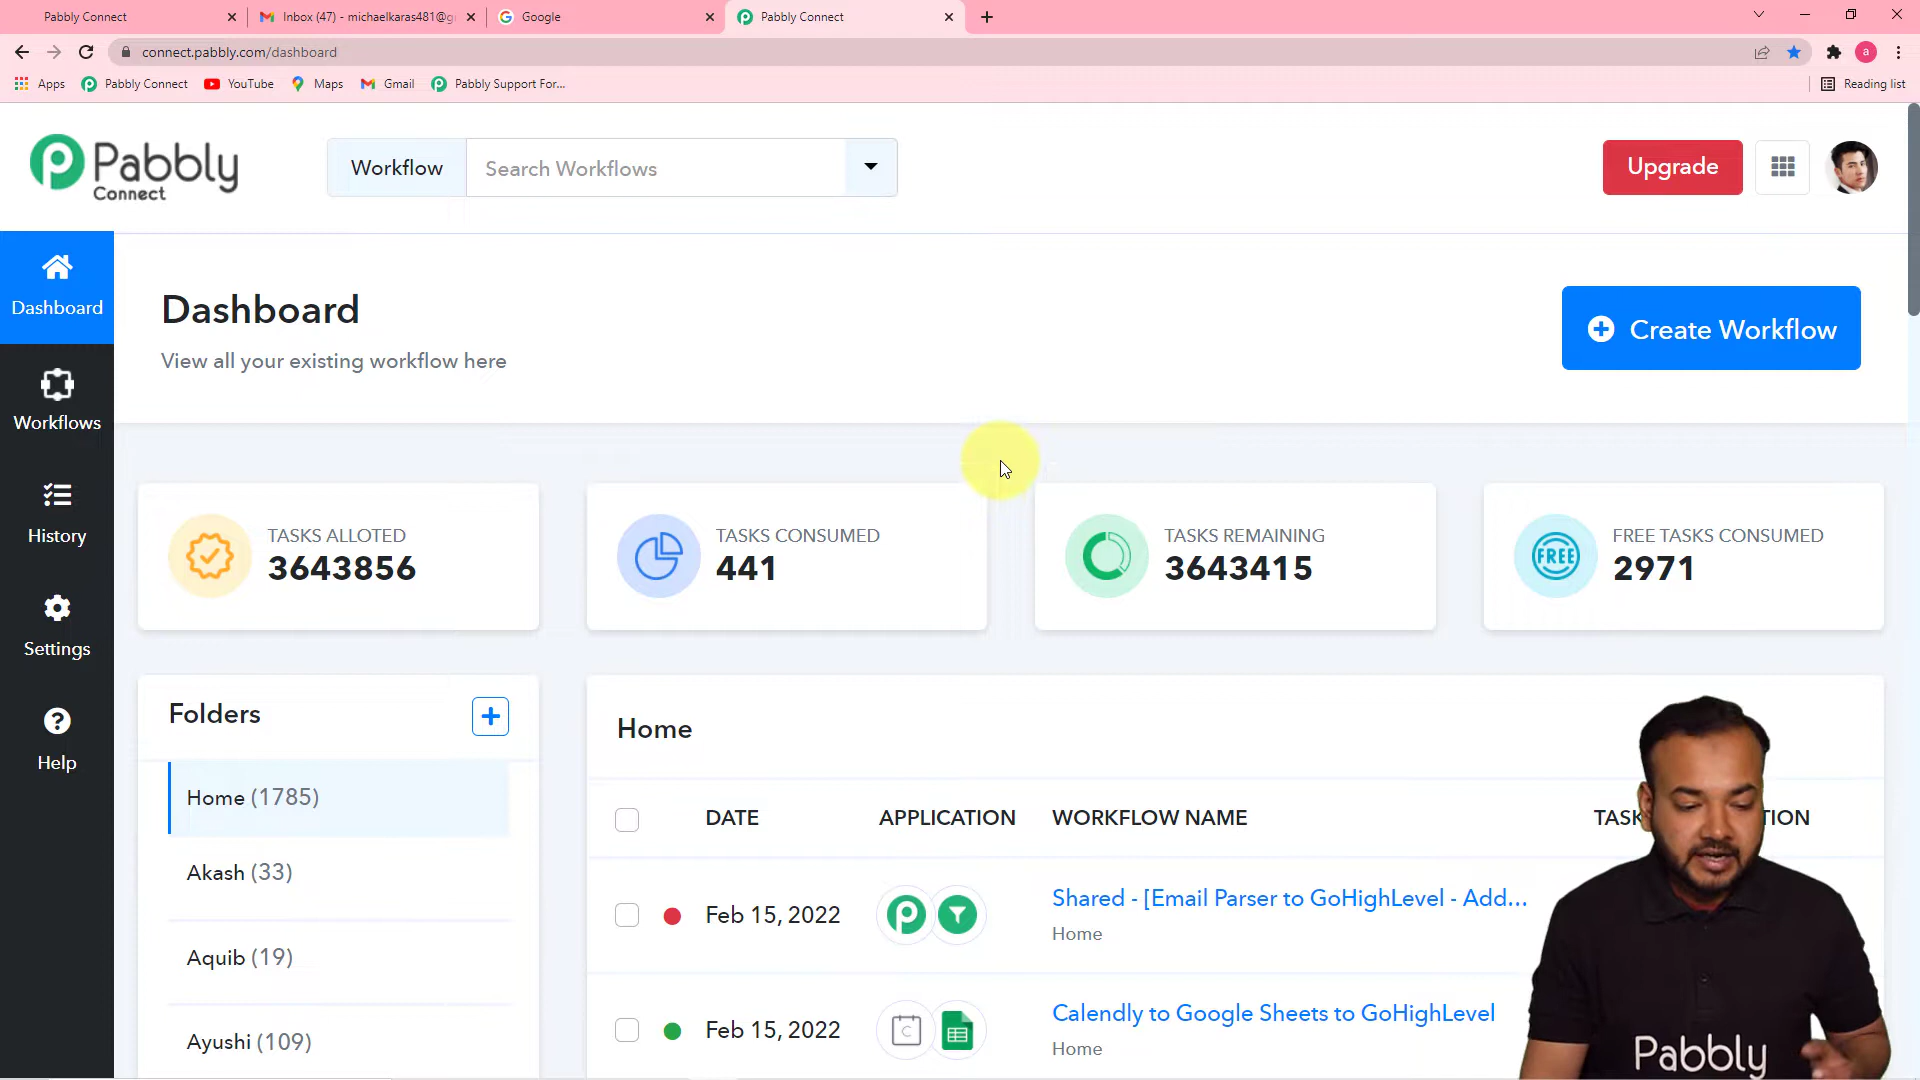 Pabbly Connect
Inbox (47) - michaelkaras481@g
Google
Pabbly Connect
connect.pabbly.com/dashboard
a
Apps
Pabbly Connect
YouTube
Maps
Gmail
Pabbly Support For...
Reading list
Pabbly
Connect
Workflow
Search Workflows
Upgrade
Dashboard
Workflows
History
Settings
Help
Dashboard
View all your existing workflow here
Create Workflow
TASKS ALLOTED
3643856
TASKS CONSUMED
441
TASKS REMAINING
3643415
FREE
FREE TASKS CONSUMED
2971
Folders
Home (1785)
Akash (33)
Aquib (19)
Ayushi (109)
Home
DATE
APPLICATION
WORKFLOW NAME
Feb 15, 2022
Shared - [Email Parser to GoHighLevel - Add...
Home
Feb 15, 2022
C
Calendly to Google Sheets to GoHighLevel
Home
Pabbly